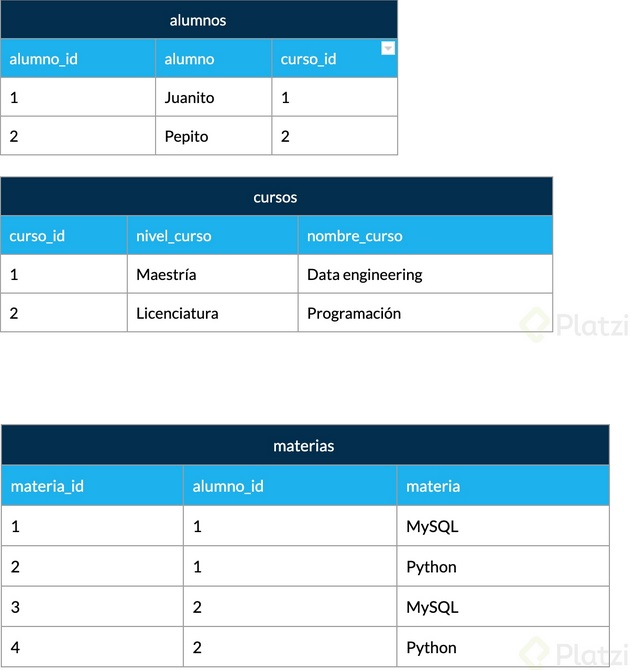 alumnos
alumno_id alumno curso_id
1 Juanito 1
2 Pepito 2
cursos
curso_id nivel_curso nombre_curso
1 Maestría Data engineering
2 Licenciatura Programación
Platzi
materias
materia_id alumno_id materia
1 1 MySQL
2 1 Python
3 2 MySQL
4 2 Python
Platzi